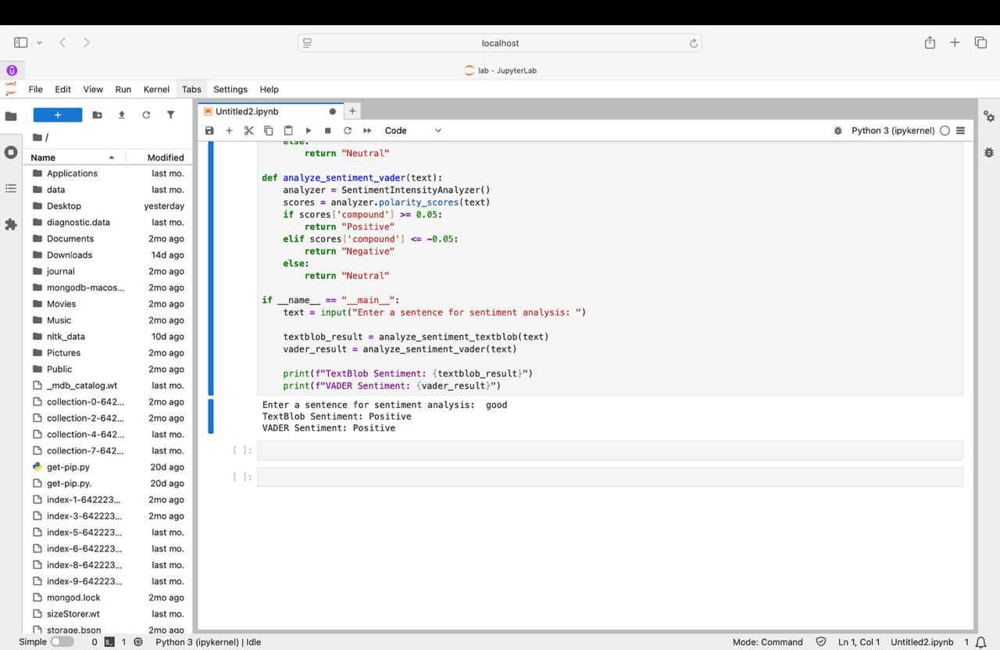 localhost
lab - JupyterLab
File Edit View Run Kernel Tabs Settings Help
+
/
Name Modified
Applications last mo.
data last mo.
Desktop yesterday
diagnostic.data last mo.
Documents 2mo ago
Downloads 14d ago
journal 2mo ago
mongodb-macos... 2mo ago
Movies 2mo ago
Music 2mo ago
nltk_data 10d ago
Pictures 2mo ago
Public 2mo ago
_mdb_catalog.wt last mo.
collection-0-642... 2mo ago
collection-2-642... 2mo ago
collection-4-642... last mo.
collection-7-642... last mo.
get-pip.py 20d ago
get-pip.py. 20d ago
index-1-642223... 2mo ago
index-3-642223... 2mo ago
index-5-642223... last mo.
index-6-642223... last mo.
index-8-642223... last mo.
index-9-642223... last mo.
mongod.lock 2mo ago
sizeStorer.wt last mo.
storage.bson 2mo ago
Untitled2.ipynb
Code
Python 3 (ipykernel)
else:
return "Neutral"
def analyze_sentiment_vader(text):
analyzer = SentimentIntensityAnalyzer()
scores = analyzer.polarity_scores(text)
if scores['compound'] >= 0.05:
return "Positive"
elif scores['compound'] <= -0.05:
return "Negative"
else:
return "Neutral"
if __name__ == "__main__":
text = input("Enter a sentence for sentiment analysis: ")
textblob_result = analyze_sentiment_textblob(text)
vader_result = analyze_sentiment_vader(text)
print(f"TextBlob Sentiment: {textblob_result}")
print(f"VADER Sentiment: {vader_result}")
Enter a sentence for sentiment analysis:  good
TextBlob Sentiment: Positive
VADER Sentiment: Positive
[ ]:
[ ]:
Simple 0 1 Python 3 (ipykernel) | Idle Mode: Command Ln 1, Col 1 Untitled2.ipynb 1